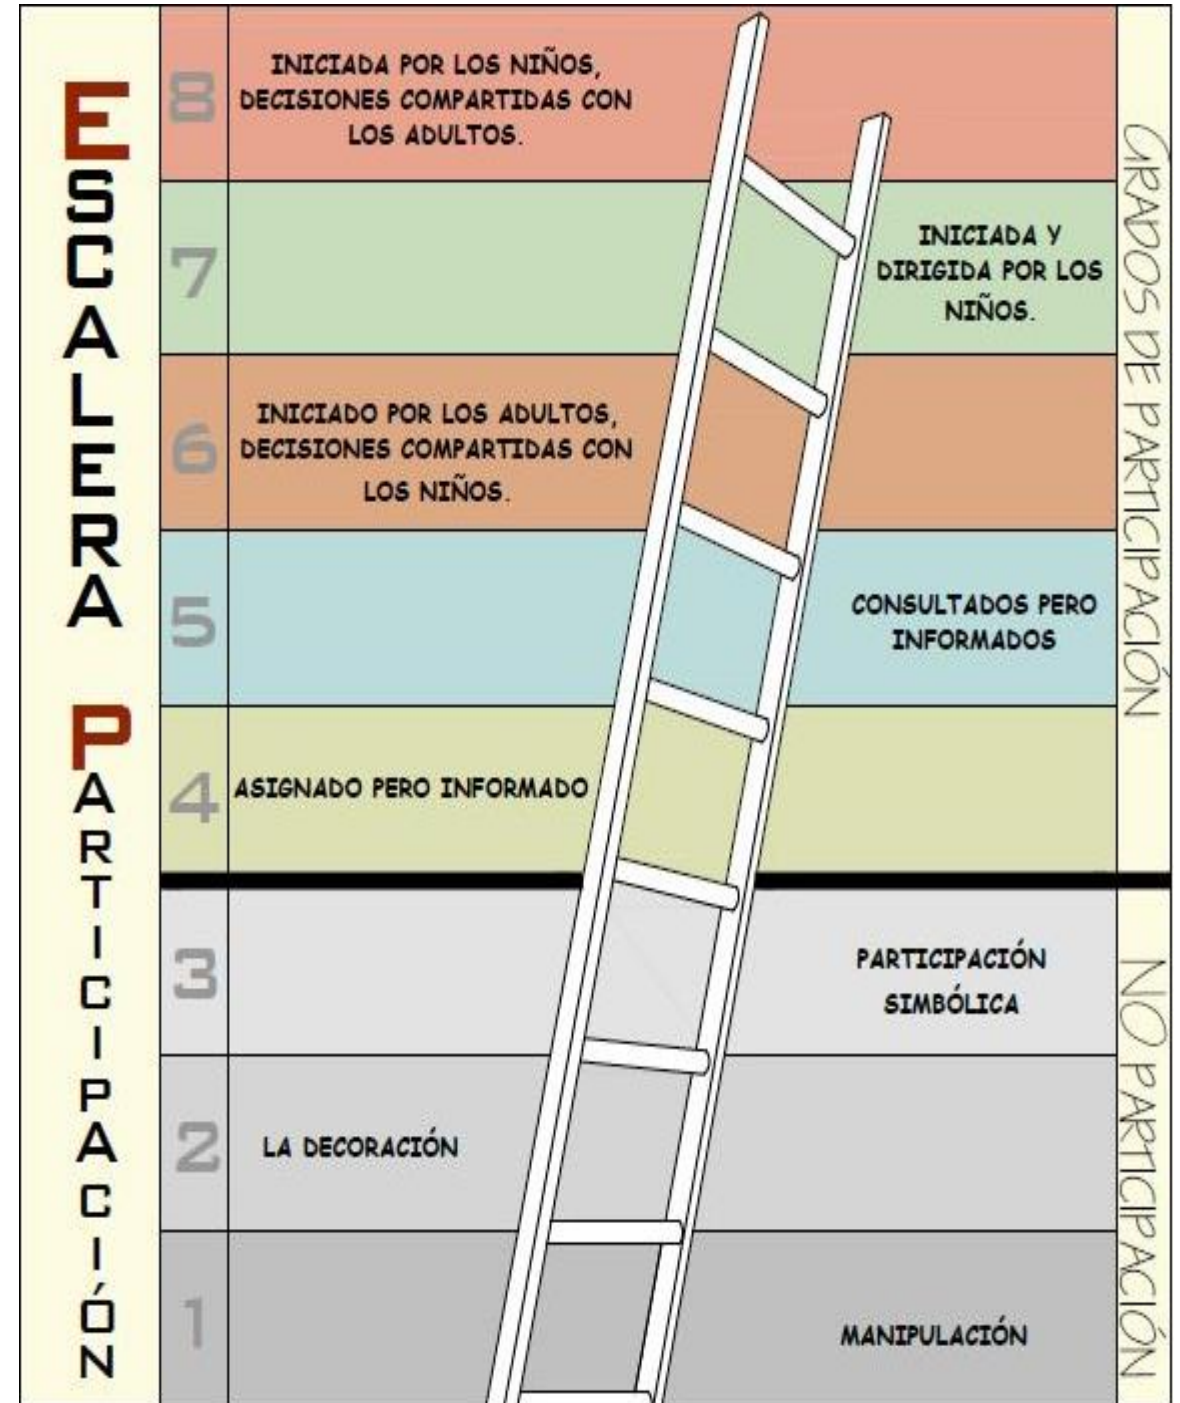 ESCALERA PARTICIPACIÓN
8
INICIADA POR LOS NIÑOS,
DECISIONES COMPARTIDAS CON
LOS ADULTOS.
7
INICIADA Y
DIRIGIDA POR LOS
NIÑOS.
6
INICIADO POR LOS ADULTOS,
DECISIONES COMPARTIDAS CON
LOS NIÑOS.
5
CONSULTADOS PERO
INFORMADOS
4
ASIGNADO PERO INFORMADO
3
PARTICIPACIÓN
SIMBÓLICA
2
LA DECORACIÓN
1
MANIPULACIÓN
GRADOS DE PARTICIPACIÓN
NO PARTICIPACIÓN